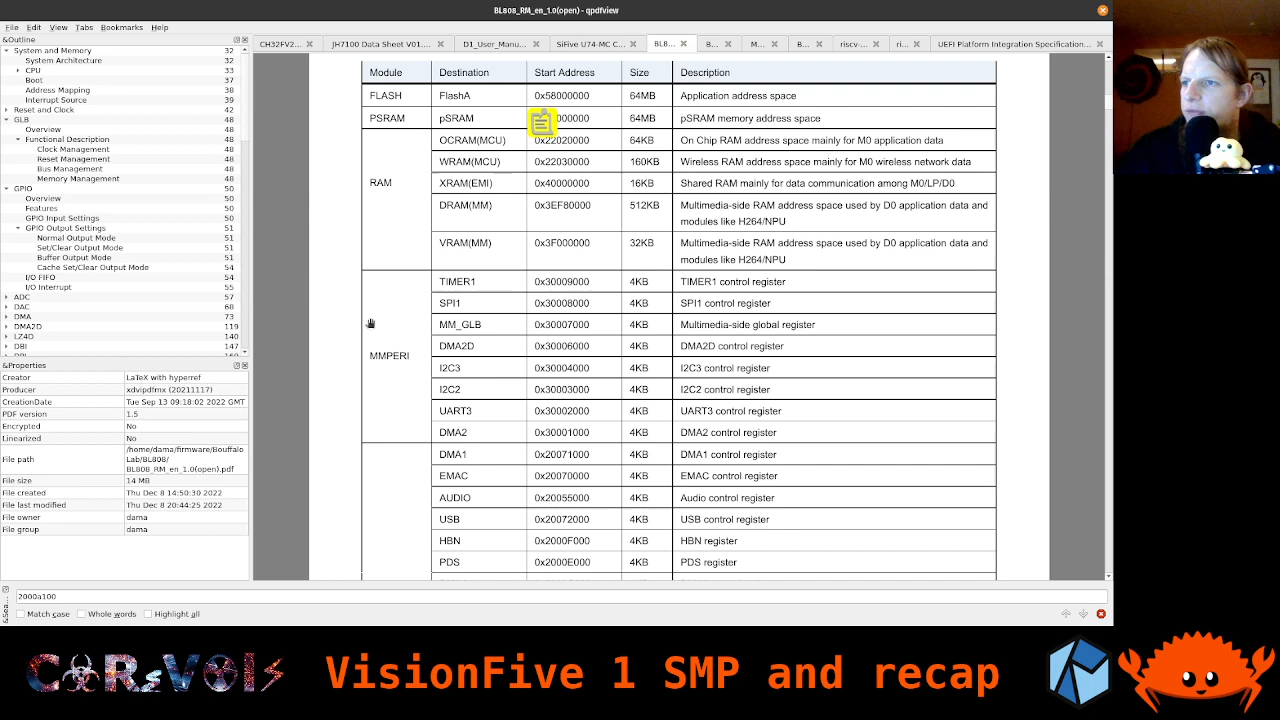 BL808_RM_en_1.0(open) - qpdfview
File Edit View Tabs Bookmarks Help
&Outline
System and Memory 32
System Architecture 32
CPU 33
Boot 37
Address Mapping 38
Interrupt Source 39
Reset and Clock 42
GLB 48
Overview 48
Functional Description 48
Clock Management 48
Reset Management 48
Bus Management 48
Memory Management 48
GPIO 50
Overview 50
Features 50
GPIO Input Settings 50
GPIO Output Settings 51
Normal Output Mode 51
Set/Clear Output Mode 51
Buffer Output Mode 51
Cache Set/Clear Output Mode 54
I/O FIFO 54
I/O Interrupt 55
ADC 57
DAC 68
DMA 73
DMA2D 119
LZ4D 140
DBI 147
&Properties
Creator LaTeX with hyperref
Producer xdvipdfmx (20211117)
CreationDate Tue Sep 13 09:18:02 2022 GMT
PDF version 1.5
Encrypted No
Linearized No
File path /home/dama/firmware/Bouffalo
Lab/BL808/
BL808_RM_en_1.0(open).pdf
File size 14 MB
File created Thu Dec 8 14:50:30 2022
File last modified Thu Dec 8 20:44:25 2022
File owner dama
File group dama
CH32FV2... JH7100 Data Sheet V01.... D1_User_Manu... SiFive U74-MC C... BL8... B... M... B... riscv-... ri... UEFI Platform Integration Specification...
Module Destination Start Address Size Description
FLASH FlashA 0x58000000 64MB Application address space
PSRAM pSRAM 000000 64MB pSRAM memory address space
RAM
OCRAM(MCU) 0x22020000 64KB On Chip RAM address space mainly for M0 application data
WRAM(MCU) 0x22030000 160KB Wireless RAM address space mainly for M0 wireless network data
XRAM(EMI) 0x40000000 16KB Shared RAM mainly for data communication among M0/LP/D0
DRAM(MM) 0x3EF80000 512KB Multimedia-side RAM address space used by D0 application data and
modules like H264/NPU
VRAM(MM) 0x3F000000 32KB Multimedia-side RAM address space used by D0 application data and
modules like H264/NPU
MMPERI
TIMER1 0x30009000 4KB TIMER1 control register
SPI1 0x30008000 4KB SPI1 control register
MM_GLB 0x30007000 4KB Multimedia-side global register
DMA2D 0x30006000 4KB DMA2D control register
I2C3 0x30004000 4KB I2C3 control register
I2C2 0x30003000 4KB I2C2 control register
UART3 0x30002000 4KB UART3 control register
DMA2 0x30001000 4KB DMA2 control register
DMA1 0x20071000 4KB DMA1 control register
EMAC 0x20070000 4KB EMAC control register
AUDIO 0x20055000 4KB Audio control register
USB 0x20072000 4KB USB control register
HBN 0x2000F000 4KB HBN register
PDS 0x2000E000 4KB PDS register
&Sea...
2000a100
Match case Whole words Highlight all
VisionFive 1 SMP and recap